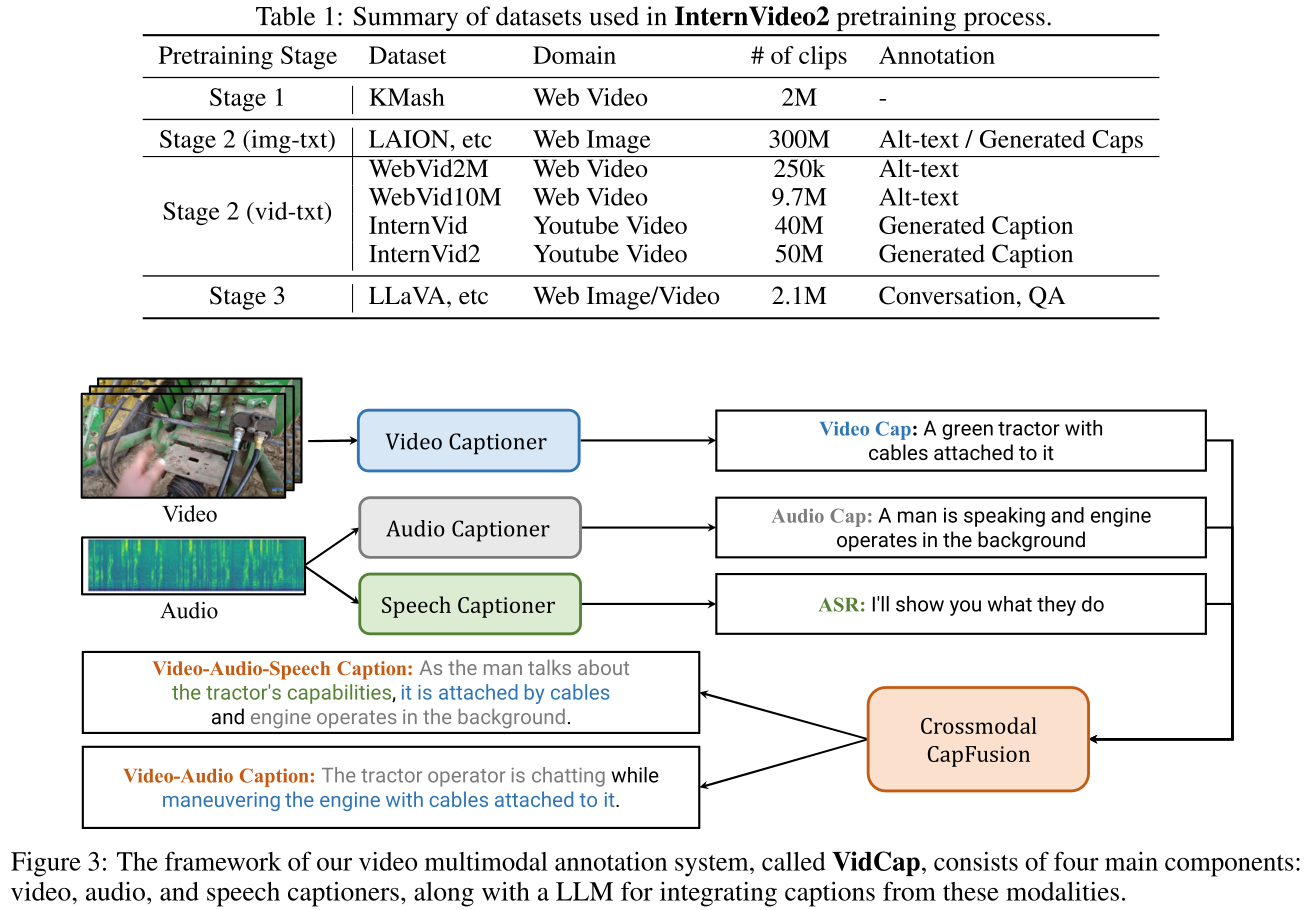 Table 1: Summary of datasets used in InternVideo2 pretraining process.
Pretraining Stage Dataset Domain # of clips Annotation
Stage 1 KMash Web Video 2M -
Stage 2 (img-txt) LAION, etc Web Image 300M Alt-text / Generated Caps
Stage 2 (vid-txt)
WebVid2M Web Video 250k Alt-text
WebVid10M Web Video 9.7M Alt-text
InternVid Youtube Video 40M Generated Caption
InternVid2 Youtube Video 50M Generated Caption
Stage 3 LLaVA, etc Web Image/Video 2.1M Conversation, QA
Video
Video Captioner
Video Cap: A green tractor with
cables attached to it
Audio
Audio Captioner
Audio Cap: A man is speaking and engine
operates in the background
Speech Captioner
ASR: I'll show you what they do
Video-Audio-Speech Caption: As the man talks about
the tractor's capabilities, it is attached by cables
and engine operates in the background.
Crossmodal
CapFusion
Video-Audio Caption: The tractor operator is chatting while
maneuvering the engine with cables attached to it.
Figure 3: The framework of our video multimodal annotation system, called VidCap, consists of four main components:
video, audio, and speech captioners, along with a LLM for integrating captions from these modalities.